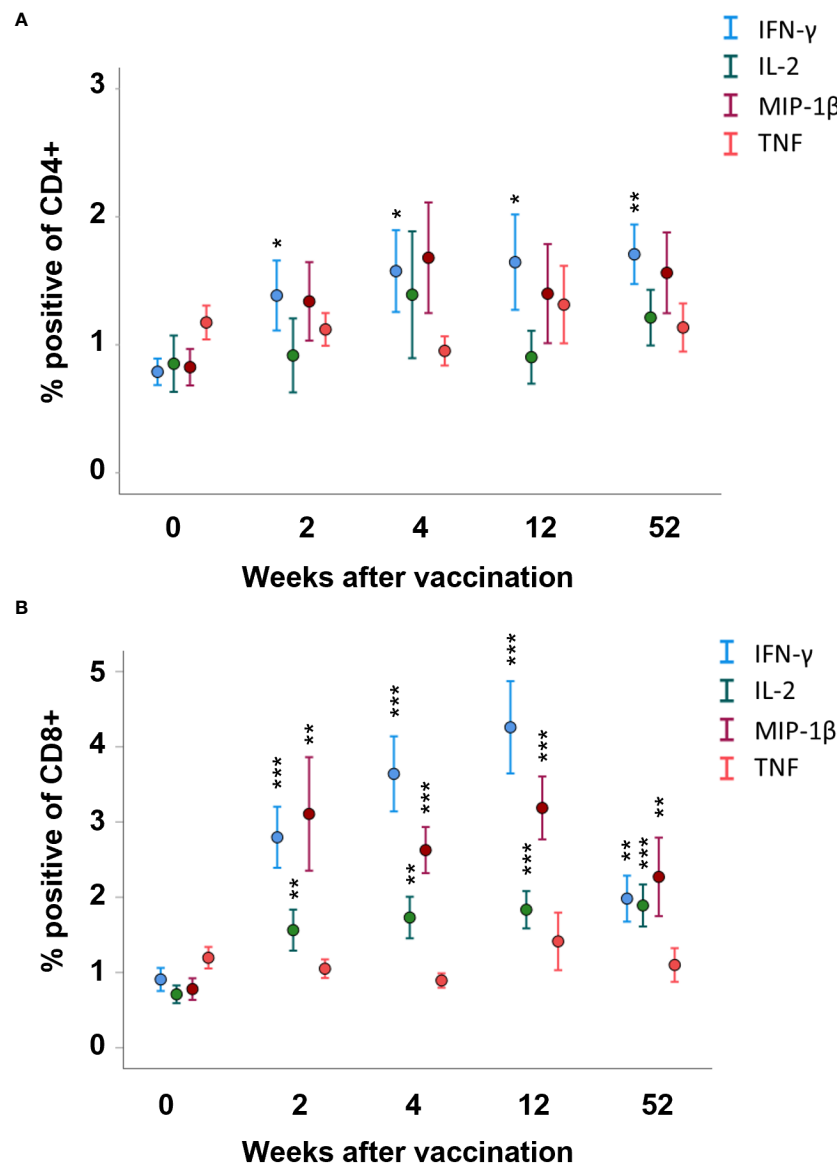 A
IFN-γ
IL-2
MIP-1β
TNF
% positive of CD4+
3
2
1
0
*
*
*
**
0 2 4 12 52
Weeks after vaccination
B
IFN-γ
IL-2
MIP-1β
TNF
% positive of CD8+
5
4
3
2
1
0
***
**
**
***
**
***
***
***
***
**
***
**
0 2 4 12 52
Weeks after vaccination